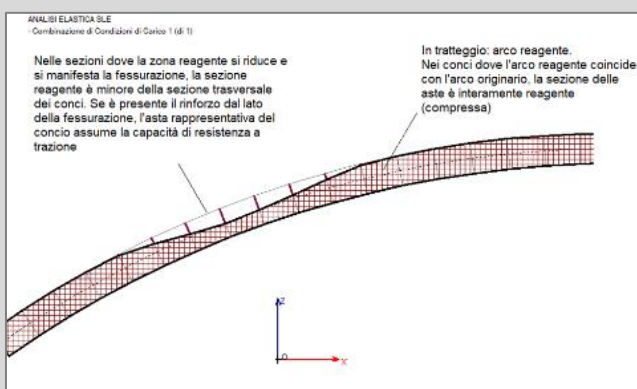 ANALISI ELASTICA SLE
- Combinazione di Condizioni di Carico 1 (di 1)
Nelle sezioni dove la zona reagente si riduce e
si manifesta la fessurazione, la sezione
reagente è minore della sezione trasversale
dei conci. Se è presente il rinforzo dal lato
della fessurazione, l'asta rappresentativa del
concio assume la capacità di resistenza a
trazione
In tratteggio: arco reagente.
Nei conci dove l'arco reagente coincide
con l'arco originario, la sezione delle
aste è interamente reagente
(compressa)
Z
O
X